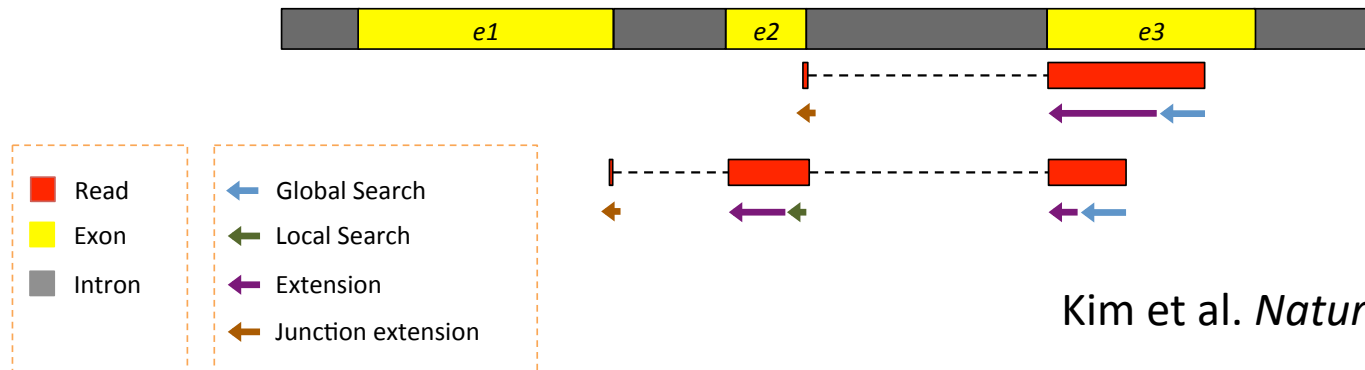 e1 e2 e3
Read
Exon
Intron
Global Search
Local Search
Extension
Junction extension
Kim et al. Natur